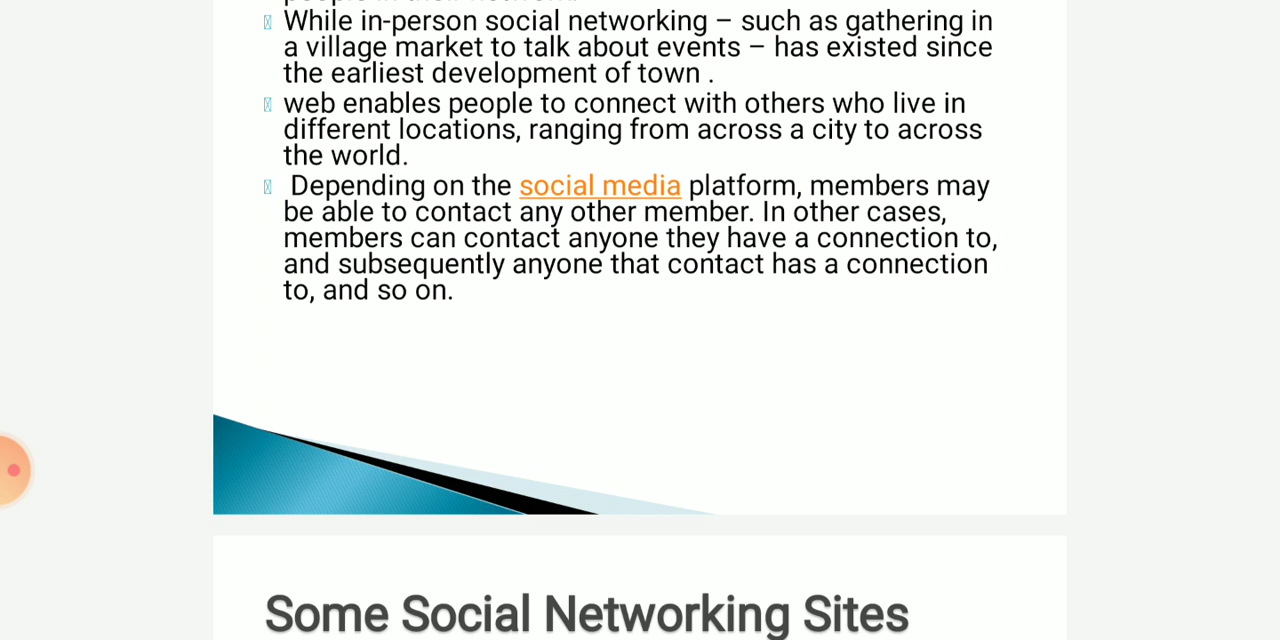 While in-person social networking – such as gathering in
a village market to talk about events – has existed since
the earliest development of town .
web enables people to connect with others who live in
different locations, ranging from across a city to across
the world.
Depending on the social media platform, members may
be able to contact any other member. In other cases,
members can contact anyone they have a connection to,
and subsequently anyone that contact has a connection
to, and so on.
Some Social Networking Sites